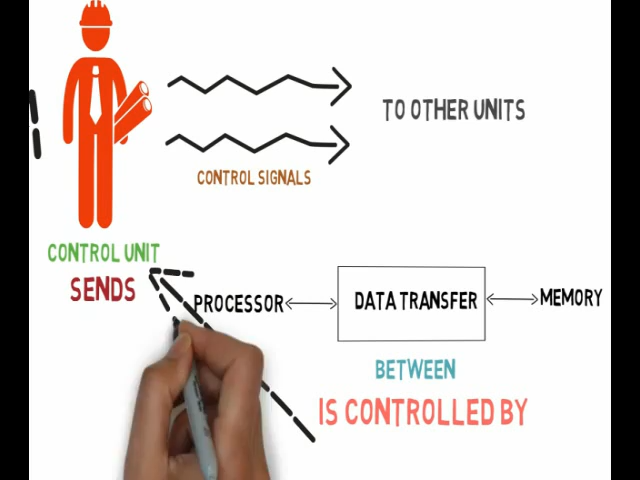 TO OTHER UNITS
CONTROL SIGNALS
CONTROL UNIT
SENDS
PROCESSOR
DATA TRANSFER
MEMORY
BETWEEN
IS CONTROLLED BY